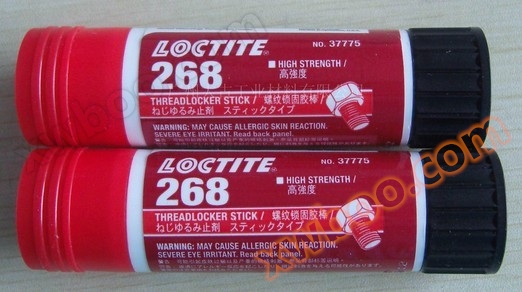 LOCTITE
NO. 37775
268
HIGH STRENGTH /
高強度
THREADLOCKER STICK / 螺纹锁固胶棒 /
ねじゆるみ止剤 スティックタイプ
WARNING: MAY CAUSE ALLERGIC SKIN REACTION.
SEVERE EYE IRRITANT. Read back panel.
LOCTITE
NO. 37775
268
HIGH STRENGTH /
高強度
THREADLOCKER STICK / 螺纹锁固胶棒 /
ねじゆるみ止剤 スティックタイプ
WARNING: MAY CAUSE ALLERGIC SKIN REACTION.
SEVERE EYE IRRITANT. Read back panel.